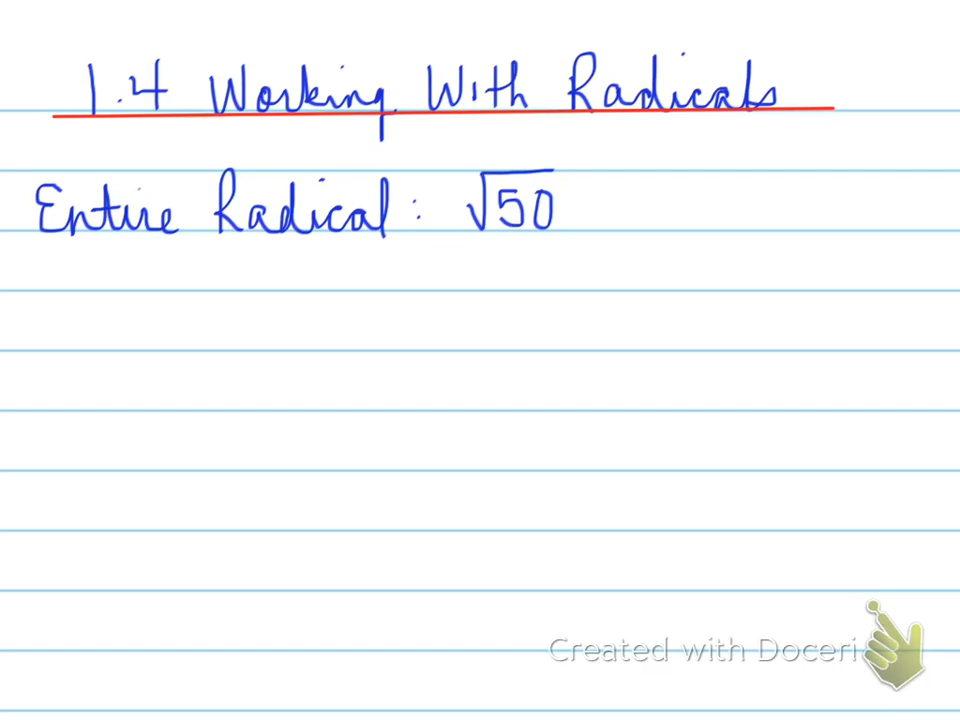 1.4 Working With Radicals
Entire Radical: √50
Created with Doceri